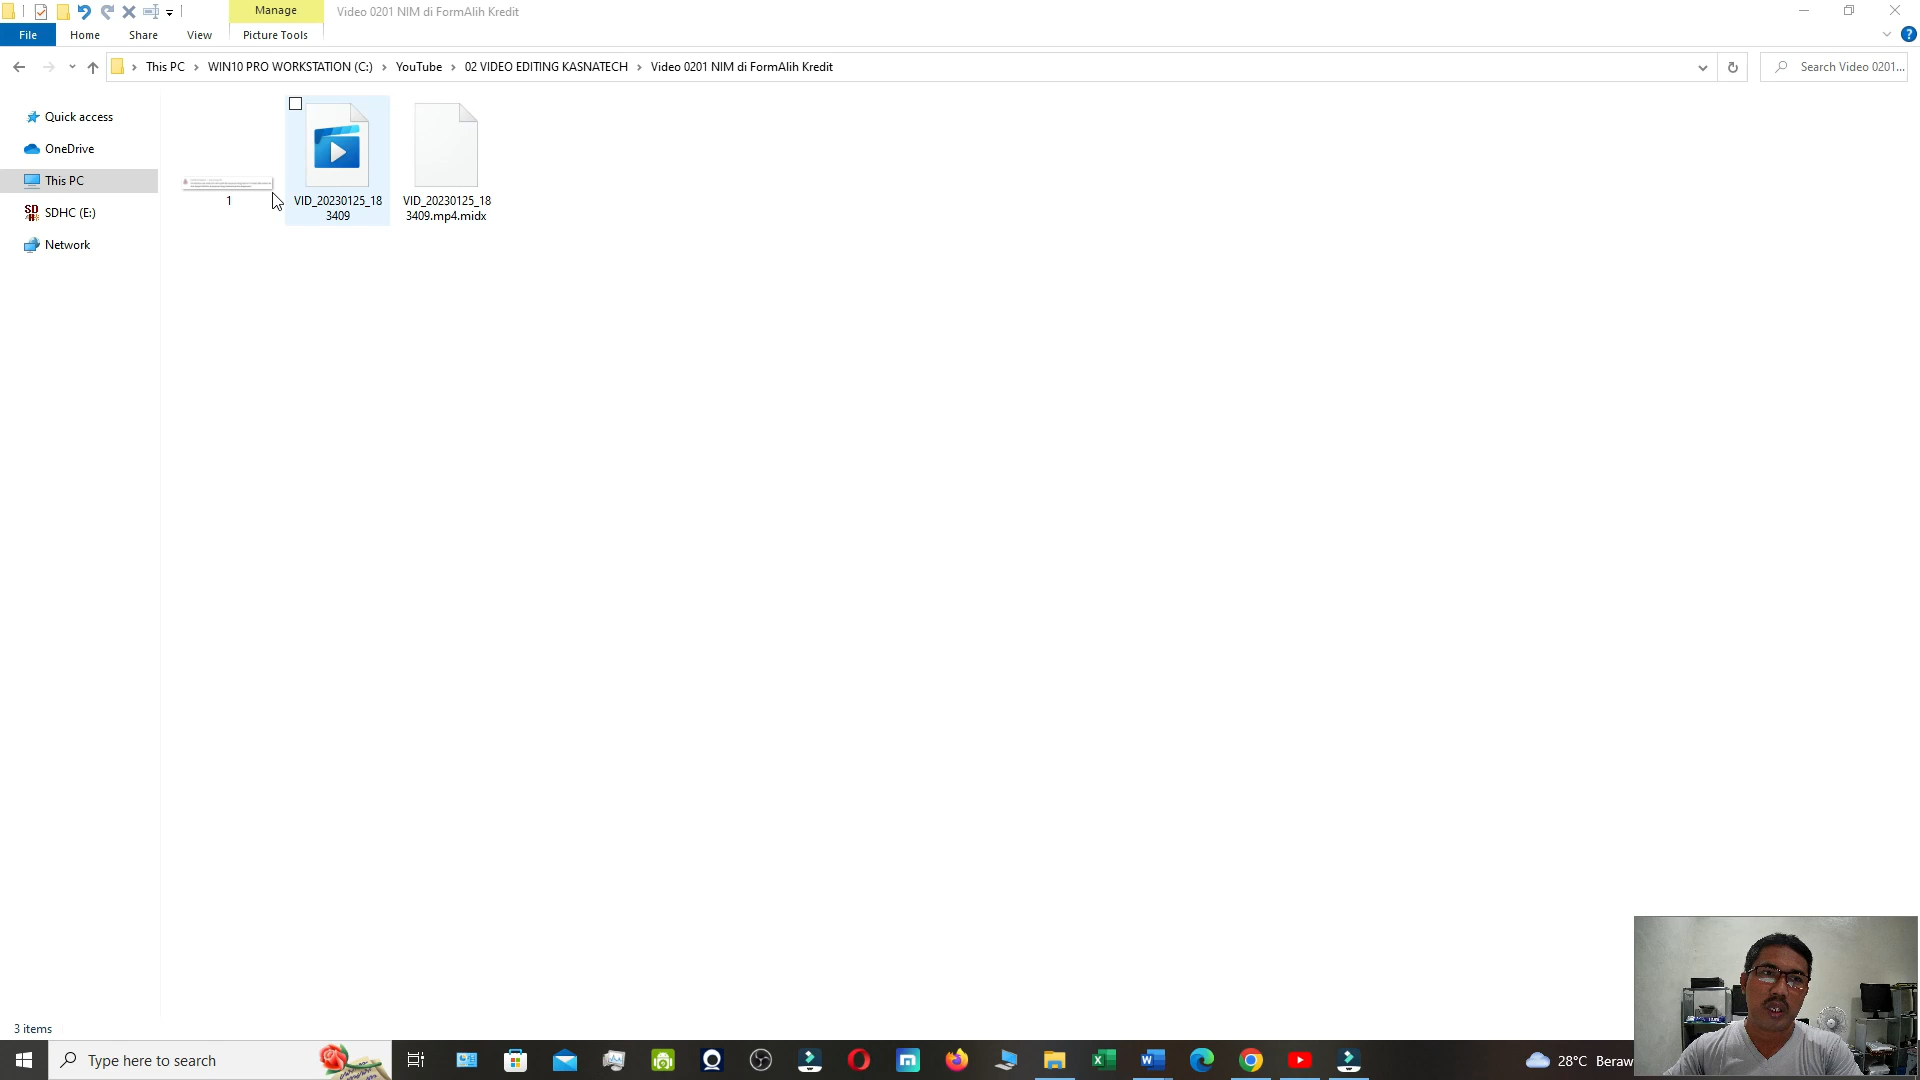 Manage
Video 0201 NIM di FormAlih Kredit
File
Home
Share
View
Picture Tools
This PC
WIN10 PRO WORKSTATION (C:)
YouTube
02 VIDEO EDITING KASNATECH
Video 0201 NIM di FormAlih Kredit
Search Video 0201...
Quick access
OneDrive
This PC
SDHC (E:)
Network
1
VID_20230125_18
3409
VID_20230125_18
3409.mp4.midx
3 items
Type here to search
28°C Beraw